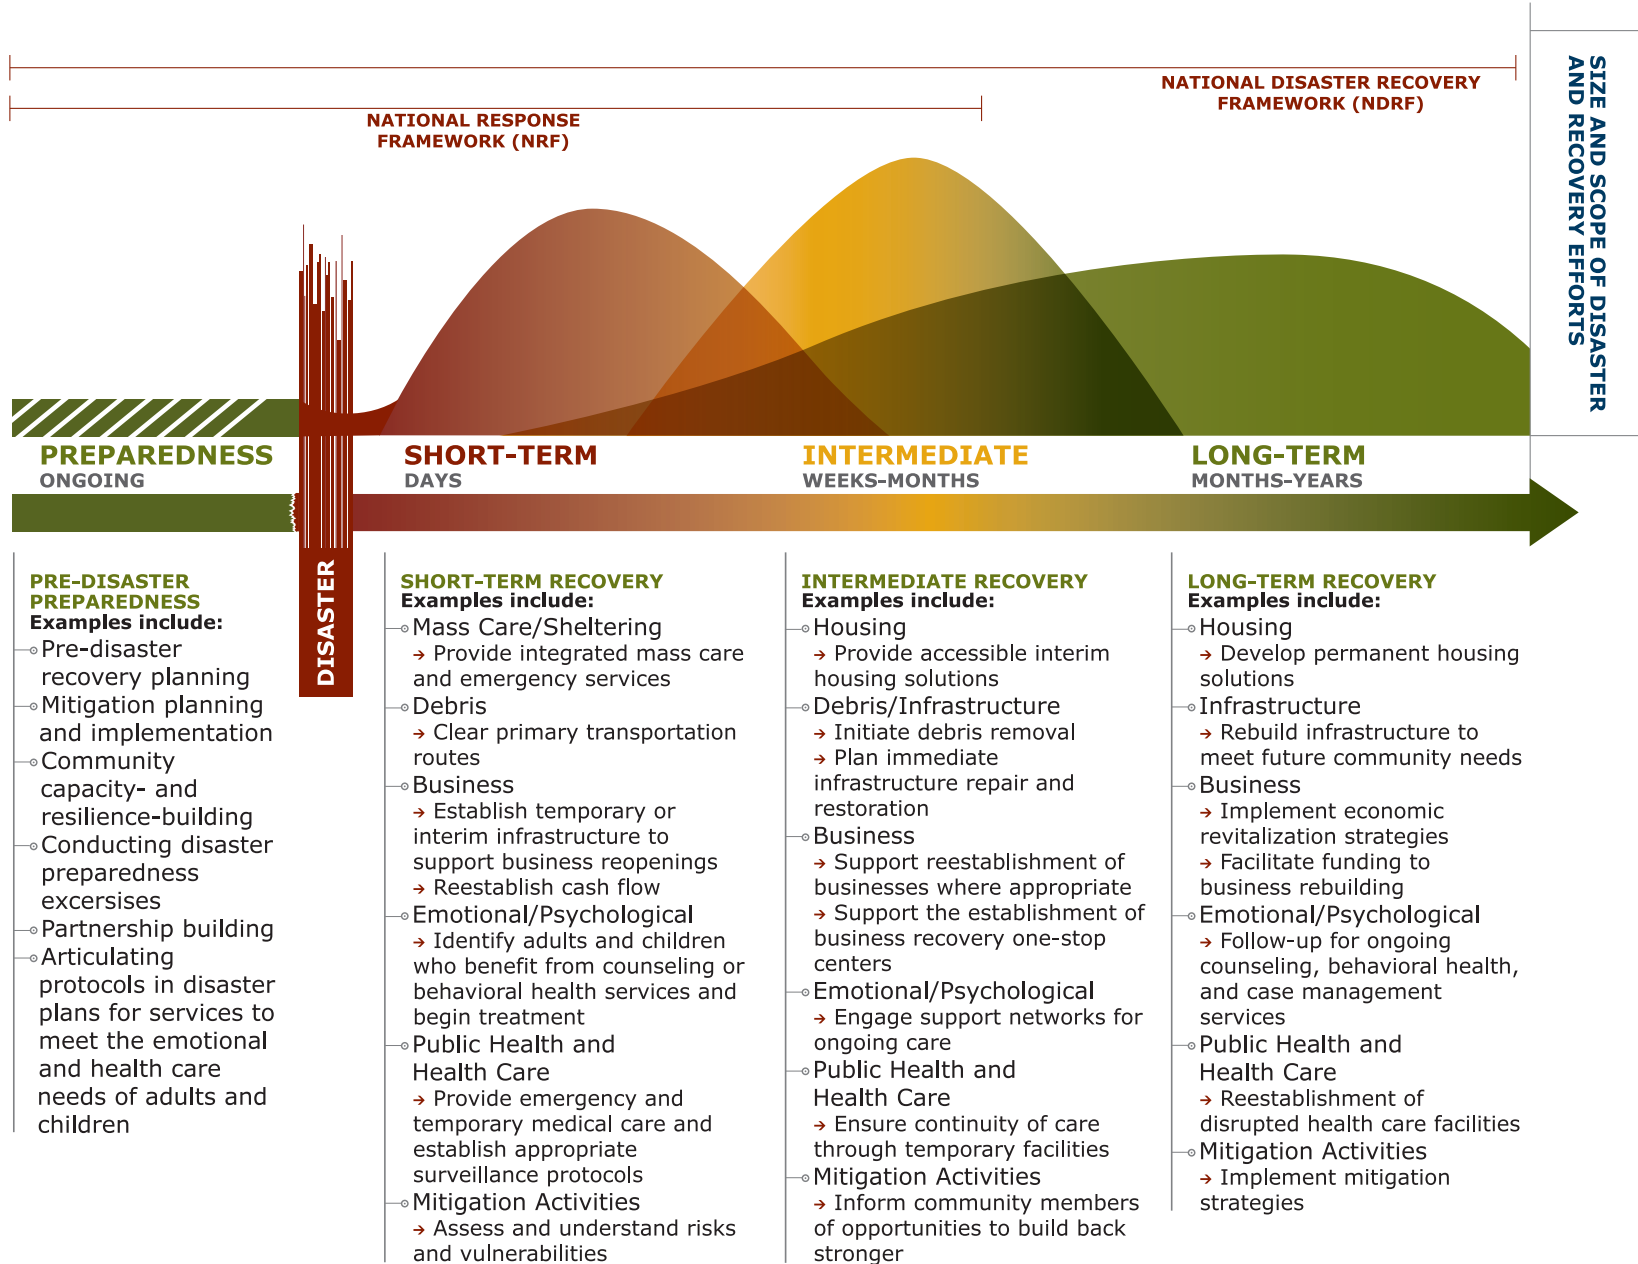 NATIONAL DISASTER RECOVERY
FRAMEWORK (NDRF)
NATIONAL RESPONSE
FRAMEWORK (NRF)
SIZE AND SCOPE OF DISASTER
AND RECOVERY EFFORTS
PREPAREDNESS
ONGOING
SHORT-TERM
DAYS
INTERMEDIATE
WEEKS-MONTHS
LONG-TERM
MONTHS-YEARS
DISASTER
PRE-DISASTER
PREPAREDNESS
Examples include:
Pre-disaster
recovery planning
Mitigation planning
and implementation
Community
capacity- and
resilience-building
Conducting disaster
preparedness
excersises
Partnership building
Articulating
protocols in disaster
plans for services to
meet the emotional
and health care
needs of adults and
children
SHORT-TERM RECOVERY
Examples include:
Mass Care/Sheltering
→ Provide integrated mass care
and emergency services
Debris
→ Clear primary transportation
routes
Business
→ Establish temporary or
interim infrastructure to
support business reopenings
→ Reestablish cash flow
Emotional/Psychological
→ Identify adults and children
who benefit from counseling or
behavioral health services and
begin treatment
Public Health and
Health Care
→ Provide emergency and
temporary medical care and
establish appropriate
surveillance protocols
Mitigation Activities
→ Assess and understand risks
and vulnerabilities
INTERMEDIATE RECOVERY
Examples include:
Housing
→ Provide accessible interim
housing solutions
Debris/Infrastructure
→ Initiate debris removal
→ Plan immediate
infrastructure repair and
restoration
Business
→ Support reestablishment of
businesses where appropriate
→ Support the establishment of
business recovery one-stop
centers
Emotional/Psychological
→ Engage support networks for
ongoing care
Public Health and
Health Care
→ Ensure continuity of care
through temporary facilities
Mitigation Activities
→ Inform community members
of opportunities to build back
stronger
LONG-TERM RECOVERY
Examples include:
Housing
→ Develop permanent housing
solutions
Infrastructure
→ Rebuild infrastructure to
meet future community needs
Business
→ Implement economic
revitalization strategies
→ Facilitate funding to
business rebuilding
Emotional/Psychological
→ Follow-up for ongoing
counseling, behavioral health,
and case management
services
Public Health and
Health Care
→ Reestablishment of
disrupted health care facilities
Mitigation Activities
→ Implement mitigation
strategies